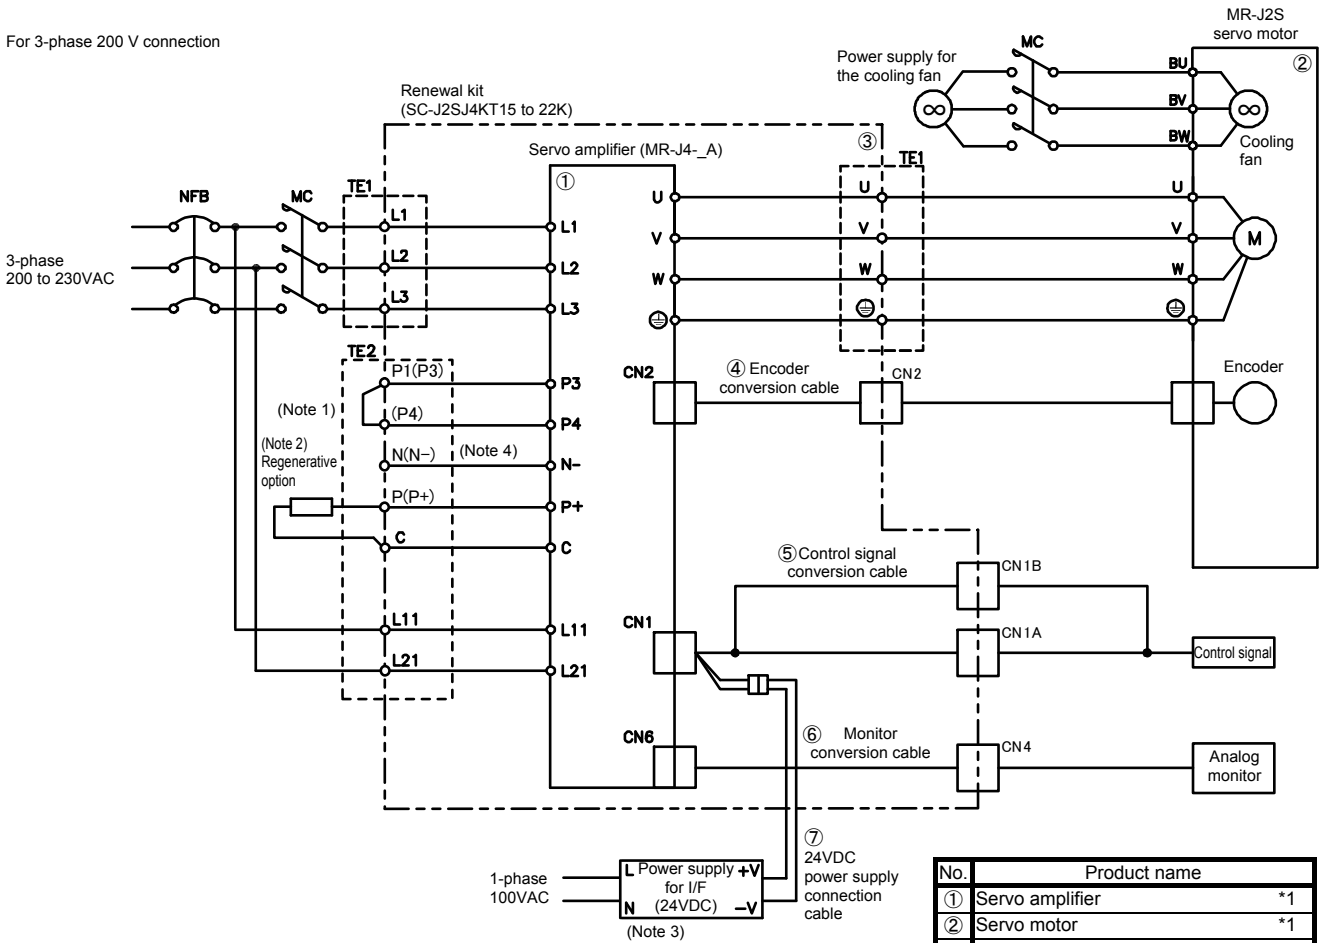 MR-J2S
servo motor
For 3-phase 200 V connection
MC
Power supply for
the cooling fan
BU
②
Renewal kit
(SC-J2SJ4KT15 to 22K)
BV
BW
Cooling
fan
③
Servo amplifier (MR-J4-_A)
TE1
①
NFB
MC
TE1
U
U
U
L1
L1
V
V
V
M
3-phase
200 to 230VAC
L2
L2
W
W
W
L3
L3
TE2
P1(P3)
P3
CN2
④ Encoder
conversion cable
CN2
Encoder
(Note 1)
(P4)
P4
(Note 2)
Regenerative
option
N(N−)
(Note 4)
N-
P(P+)
P+
C
C
⑤ Control signal
conversion cable
CN1B
L11
L11
CN1
CN1A
L21
L21
Control signal
CN6
⑥ Monitor
conversion cable
CN4
Analog
monitor
⑦
24VDC
power supply
connection
cable
1-phase
100VAC
L
N
Power supply
for I/F
(24VDC)
+V
−V
(Note 3)
No. Product name
① Servo amplifier *1
② Servo motor *1